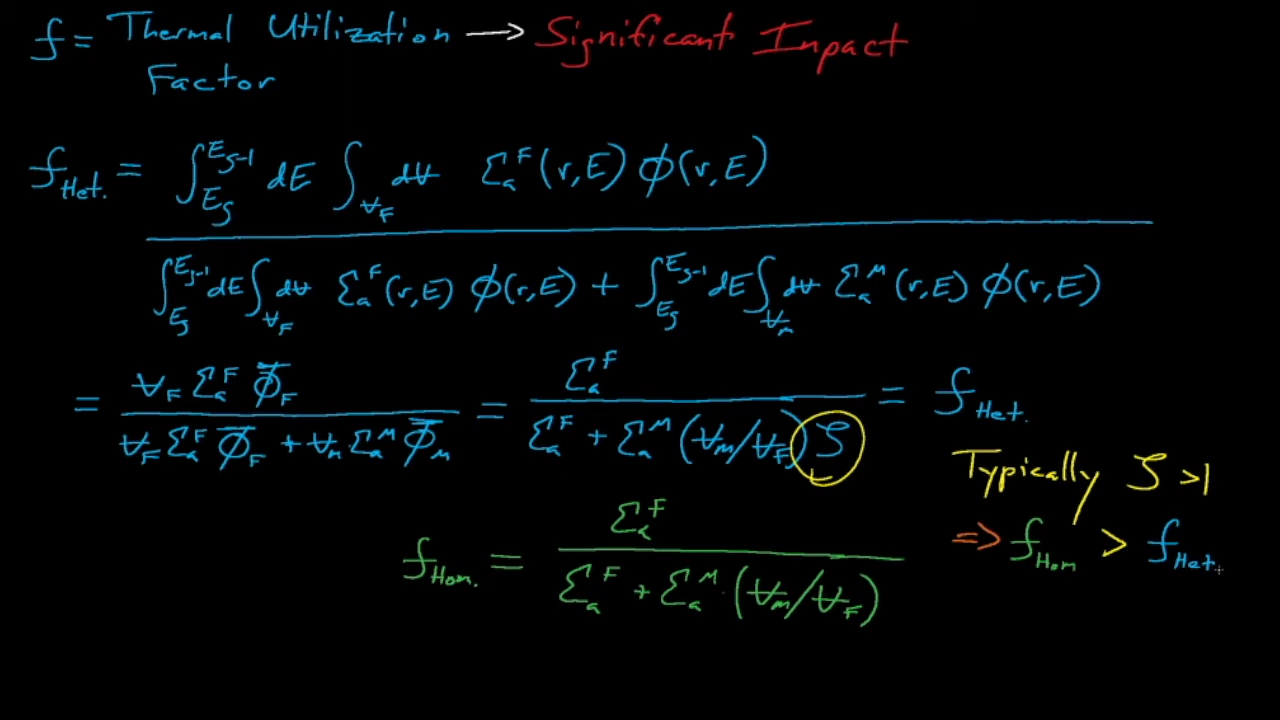 f = Thermal Utilization → Significant Impact
Factor
f_Het. = ∫_{E_g}^{E_{g-1}} dE ∫_{V_F} dV Σ_a^F (r,E) ϕ(r,E)
∫_{E_g}^{E_{g-1}} dE ∫_{V_F} dV Σ_a^F (r,E) ϕ(r,E) + ∫_{E_g}^{E_{g-1}} dE ∫_{V_m} dV Σ_a^M (r,E) ϕ(r,E)
= V_F Σ_a^F ϕ̄_F / (V_F Σ_a^F ϕ̄_F + V_m Σ_a^M ϕ̄_m) = Σ_a^F / (Σ_a^F + Σ_a^M (V_m/V_F) ζ) = f_Het.
Typically ζ >1
f_Hom. = Σ_a^F / (Σ_a^F + Σ_a^M · (V_m/V_F))
=> f_Hom > f_Het.